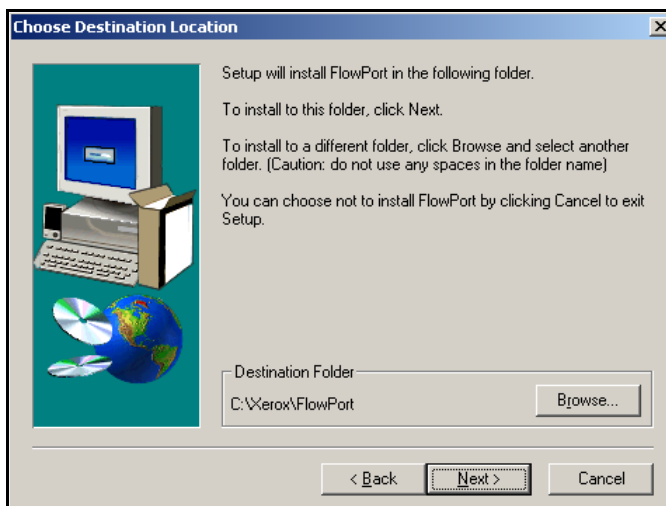 Choose Destination Location
Setup will install FlowPort in the following folder.
To install to this folder, click Next.
To install to a different folder, click Browse and select another
folder. (Caution: do not use any spaces in the folder name)
You can choose not to install FlowPort by clicking Cancel to exit
Setup.
Destination Folder
C:\Xerox\FlowPort
Browse...
< Back
Next >
Cancel